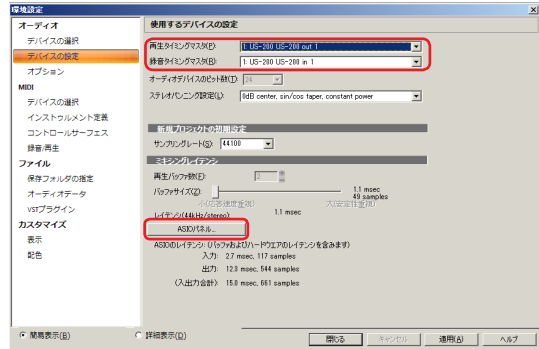 環境設定
オーディオ
デバイスの選択
デバイスの設定
オプション
MIDI
デバイスの選択
インストゥルメント定義
コントロールサーフェス
録音/再生
ファイル
保存フォルダの指定
オーディオデータ
VSTプラグイン
カスタマイズ
表示
配色
簡易表示(B)
詳細表示(D)
使用するデバイスの設定
再生タイミングマスタ(P):
1: US-200 US-200 out 1
録音タイミングマスタ(R):
1: US-200 US-200 in 1
オーディオデバイスのビット数(T): 24
ステレオパンニング設定(L): 0dB center, sin/cos taper, constant power
新規プロジェクトの初期設定
サンプリングレート(S): 44100
ミキシングレイテンシ
再生バッファ数(F): 2
バッファサイズ(Z):
1.1 msec
49 samples
小(応答速度重視)
大(安定性重視)
レイテンシ(44kHz/stereo): 1.1 msec
ASIOパネル...
ASIOのレイテンシ: (バッファおよびハードウエアのレイテンシを含みます)
入力: 2.7 msec, 117 samples
出力: 12.3 msec, 544 samples
(入出力合計): 15.0 msec, 661 samples
閉じる
キャンセル
適用(A)
ヘルプ